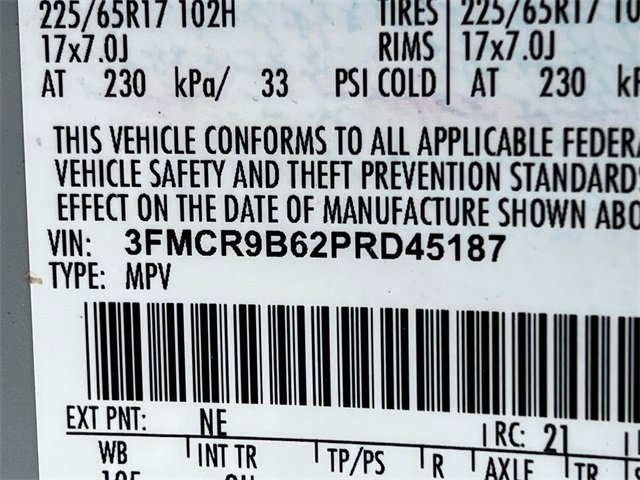 225/65R17 102H TIRES 225/65R17
17x7.0J RIMS 17x7.0J
AT 230 kPa/ 33 PSI COLD AT 230
THIS VEHICLE CONFORMS TO ALL APPLICABLE FEDERA
VEHICLE SAFETY AND THEFT PREVENTION STANDARDS
EFFECT ON THE DATE OF MANUFACTURE SHOWN ABO
VIN: 3FMCR9B62PRD45187
TYPE: MPV
EXT PNT: NE RC: 21
WB INT TR TP/PS R AXLE TR